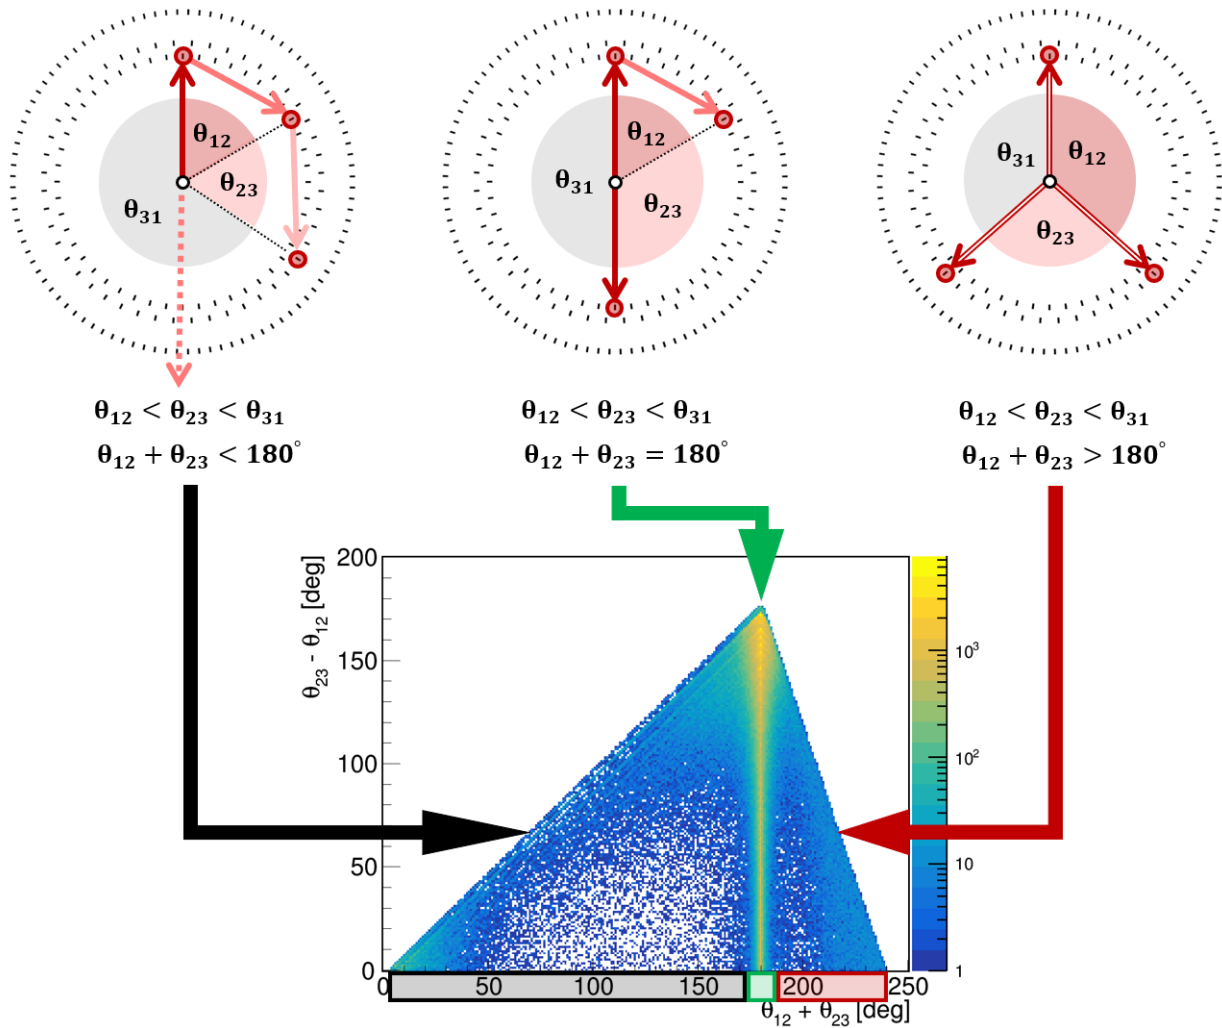 θ12
θ23
θ31
θ12
θ31
θ23
θ31
θ12
θ23
θ12 < θ23 < θ31
θ12 + θ23 < 180°
θ12 < θ23 < θ31
θ12 + θ23 = 180°
θ12 < θ23 < θ31
θ12 + θ23 > 180°
θ23 - θ12 [deg]
200
150
100
50
0
0 50 100 150 200 250
θ12 + θ23 [deg]
10³
10²
10
1